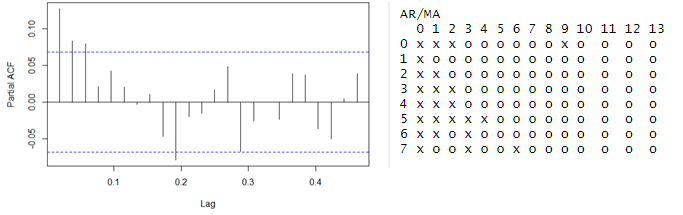 0.10
0.05
0.00
-0.05
Partial ACF
0.1 0.2 0.3 0.4
Lag
AR/MA
0 1 2 3 4 5 6 7 8 9 10 11 12 13
0 x x x o o o o o o x o o o o
1 x o o o o o o o o o o o o o
2 x x o o o o o o o o o o o o
3 x x x o o o o o o o o o o o
4 x x x o o o o o o o o o o o
5 x x x x x o o o o o o o o o
6 x x o x o o o o o o o o o o
7 x o o x o o x o o o o o o o